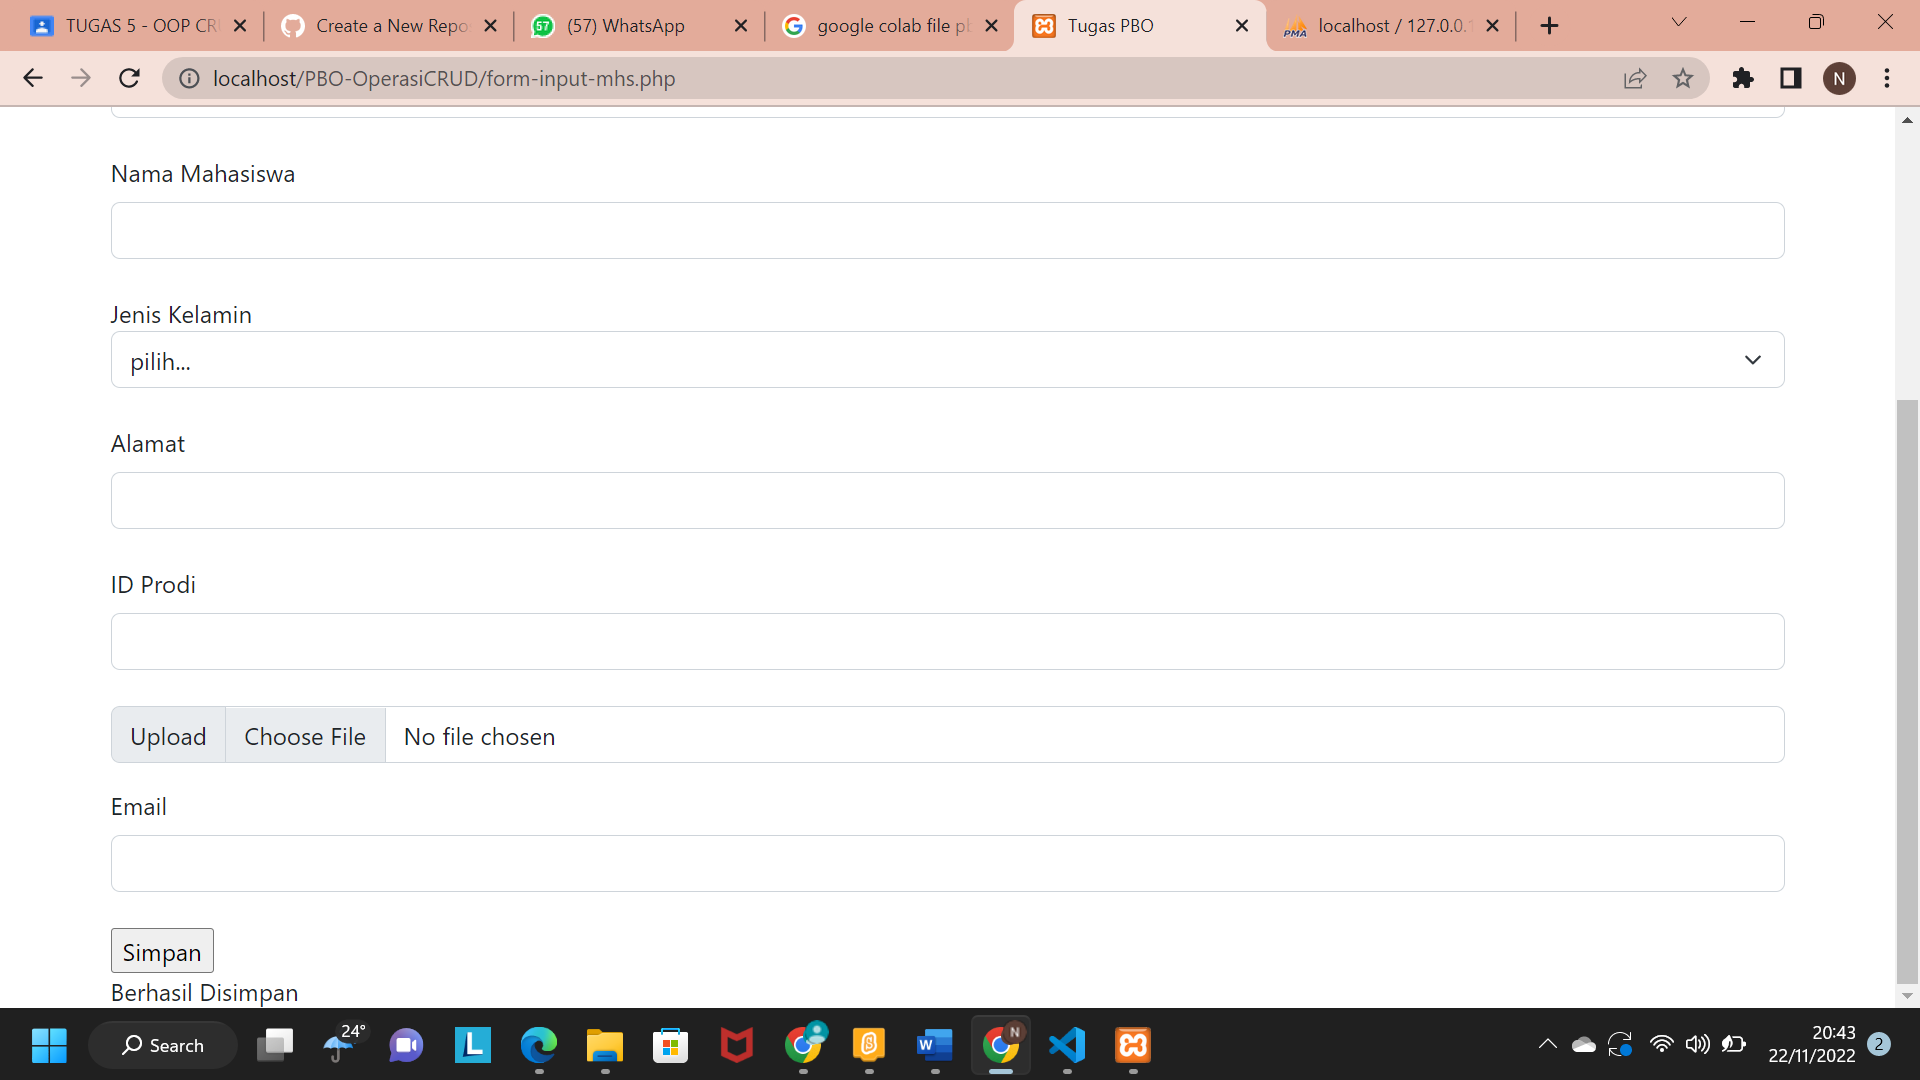 TUGAS 5 - OOP CR
Create a New Repo
(57) WhatsApp
google colab file pb
Tugas PBO
localhost / 127.0.0.1
localhost/PBO-OperasiCRUD/form-input-mhs.php
N
Nama Mahasiswa
Jenis Kelamin
pilih...
Alamat
ID Prodi
Upload
Choose File
No file chosen
Email
Simpan
Berhasil Disimpan
Search
24°
20:43
22/11/2022
2